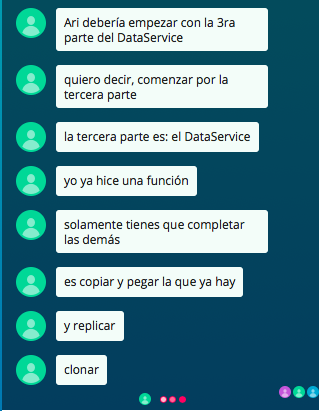 Ari debería empezar con la 3ra
parte del DataService
quiero decir, comenzar por la
tercera parte
la tercera parte es: el DataService
yo ya hice una función
solamente tienes que completar
las demás
es copiar y pegar la que ya hay
y replicar
clonar